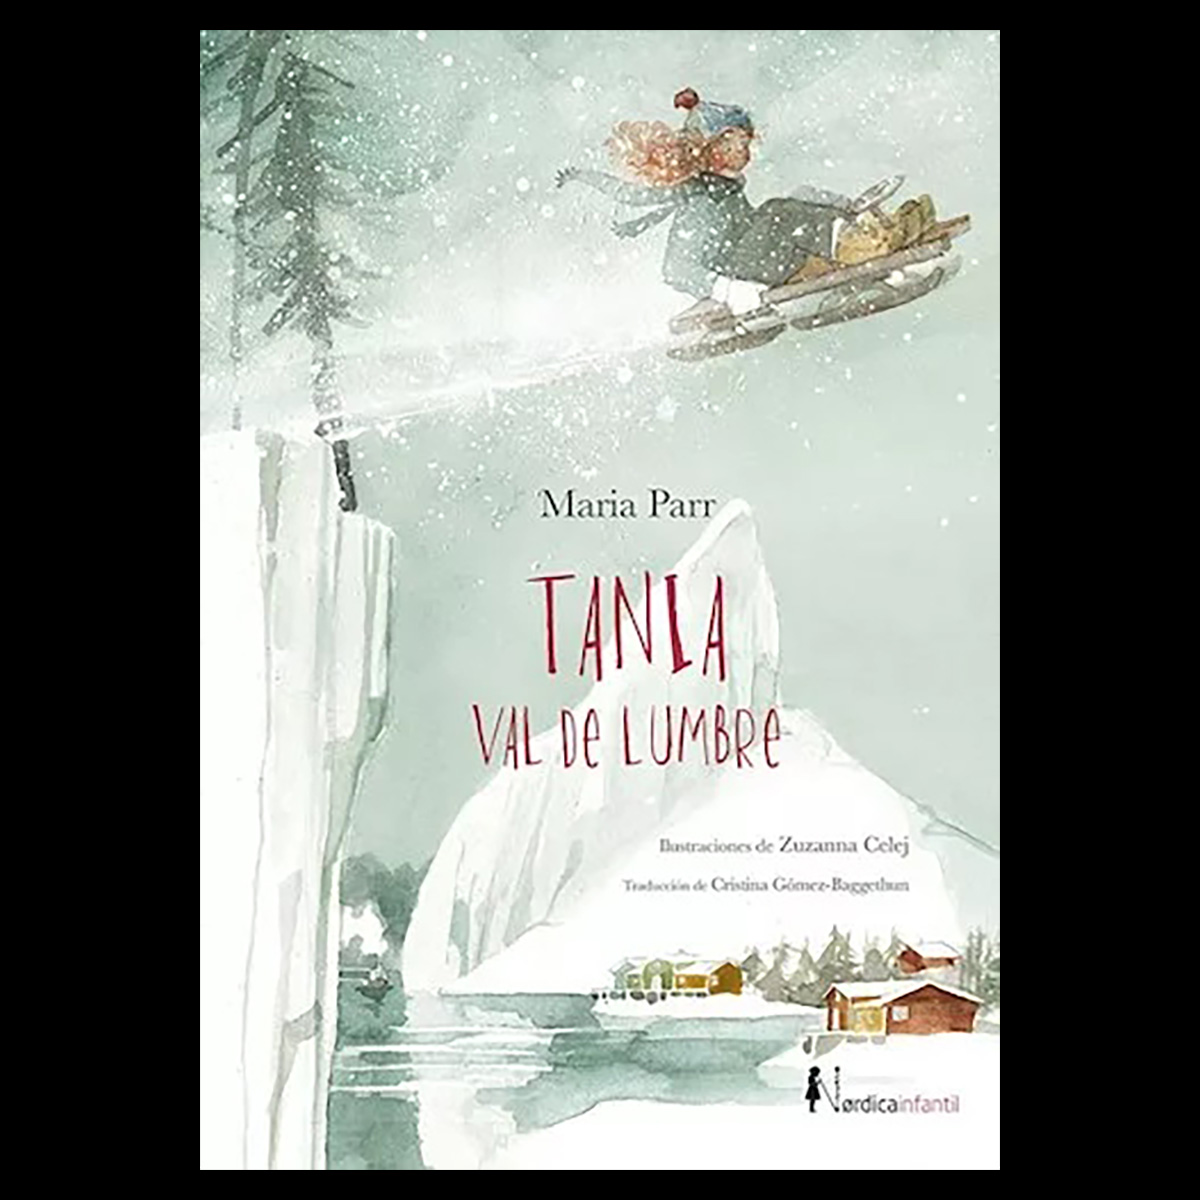 Maria Parr
TANIA
VAL DE LUMBRE
Ilustraciones de Zuzanna Celej
Traducción de Cristina Gómez-Baggethun
Nørdicainfantil